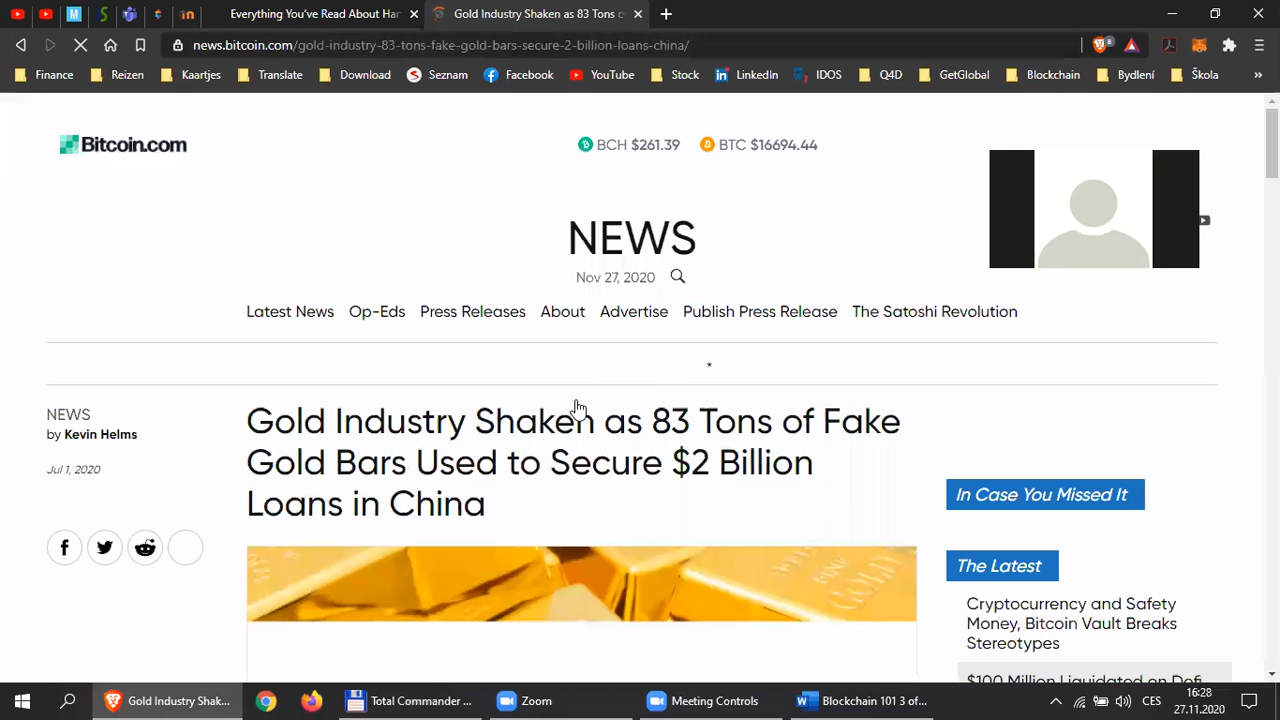 Everything You've Read About Har
Gold Industry Shaken as 83 Tons o
news.bitcoin.com/gold-industry-83-tons-fake-gold-bars-secure-2-billion-loans-china/
8
Finance
Reizen
Kaartjes
Translate
Download
Seznam
Facebook
YouTube
Stock
LinkedIn
IDOS
Q4D
GetGlobal
Blockchain
Bydlení
Škola
»
Bitcoin.com
BCH $261.39
BTC $16694.44
NEWS
Nov 27, 2020
Latest News
Op-Eds
Press Releases
About
Advertise
Publish Press Release
The Satoshi Revolution
*
NEWS
by Kevin Helms
Jul 1, 2020
Gold Industry Shaken as 83 Tons of Fake
Gold Bars Used to Secure $2 Billion
Loans in China
In Case You Missed It
The Latest
Cryptocurrency and Safety
Money, Bitcoin Vault Breaks
Stereotypes
$100 Million Liquidated on Defi
Gold Industry Shak...
Total Commander ...
Zoom
Meeting Controls
Blockchain 101 3 of...
CES
16:28
27.11.2020